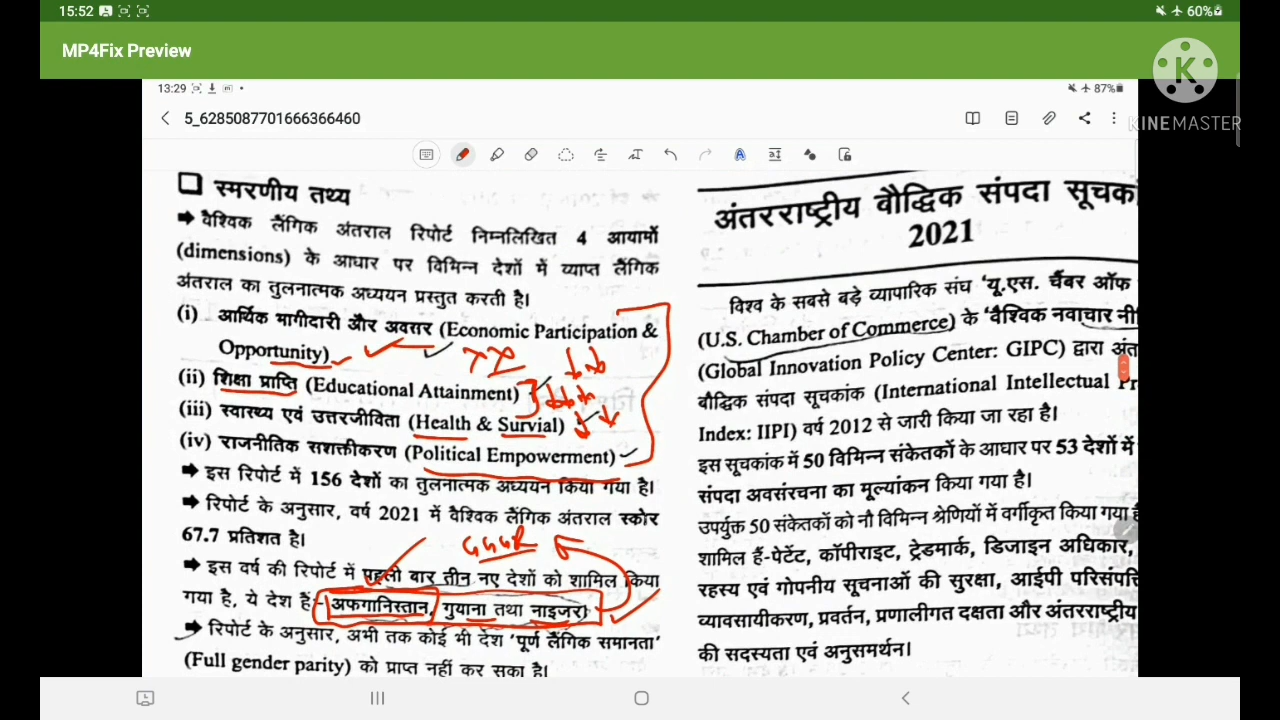 15:52
60%
MP4Fix Preview
KINEMASTER
13:29
87%
5_6285087701666366460
स्मरणीय तथ्य
➡ वैश्विक लैंगिक अंतराल रिपोर्ट निम्नलिखित 4 आयामों
(dimensions) के आधार पर विभिन्न देशों में व्याप्त लैंगिक
अंतराल का तुलनात्मक अध्ययन प्रस्तुत करती है।
(i) आर्थिक भागीदारी और अवसर (Economic Participation &
Opportunity)
(ii) शिक्षा प्राप्ति (Educational Attainment)
(iii) स्वास्थ्य एवं उत्तरजीविता (Health & Survial)
(iv) राजनीतिक सशक्तीकरण (Political Empowerment)
➡ इस रिपोर्ट में 156 देशों का तुलनात्मक अध्ययन किया गया है।
➡ रिपोर्ट के अनुसार, वर्ष 2021 में वैश्विक लैंगिक अंतराल स्कोर
67.7 प्रतिशत है।
GGGR
➡ इस वर्ष की रिपोर्ट में पहली बार तीन नए देशों को शामिल किया
गया है, ये देश हैं- अफगानिस्तान, गुयाना तथा नाइजर।
रिपोर्ट के अनुसार, अभी तक कोई भी देश 'पूर्ण लैंगिक समानता'
(Full gender parity) को प्राप्त नहीं कर सका है।
अंतरराष्ट्रीय बौद्धिक संपदा सूचकां
2021
विश्व के सबसे बड़े व्यापारिक संघ 'यू.एस. चैंबर ऑफ
(U.S. Chamber of Commerce) के 'वैश्विक नवाचार नी
(Global Innovation Policy Center: GIPC) द्वारा अंत
बौद्धिक संपदा सूचकांक (International Intellectual Pr
Index: IIPI) वर्ष 2012 से जारी किया जा रहा है।
इस सूचकांक में 50 विभिन्न संकेतकों के आधार पर 53 देशों में
संपदा अवसंरचना का मूल्यांकन किया गया है।
उपर्युक्त 50 संकेतकों को नौ विभिन्न श्रेणियों में वर्गीकृत किया गया है
शामिल हैं-पेटेंट, कॉपीराइट, ट्रेडमार्क, डिजाइन अधिकार,
रहस्य एवं गोपनीय सूचनाओं की सुरक्षा, आईपी परिसंपत्ति
व्यावसायीकरण, प्रवर्तन, प्रणालीगत दक्षता और अंतरराष्ट्रीय
की सदस्यता एवं अनुसमर्थन।